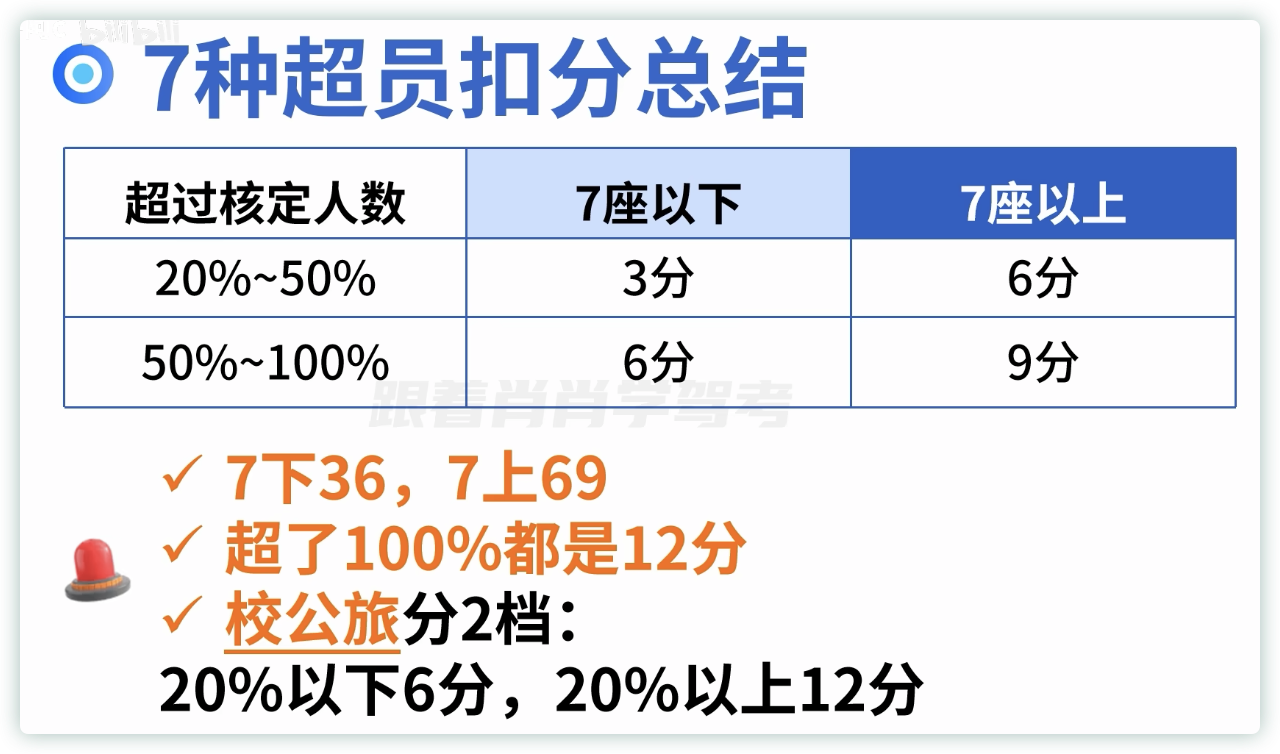 bilibili
7种超员扣分总结
超过核定人数 7座以下 7座以上
20%~50% 3分 6分
50%~100% 6分 9分
跟着肖肖学驾考
✓ 7下36，7上69
✓ 超了100%都是12分
✓ 校公旅分2档：
20%以下6分，20%以上12分